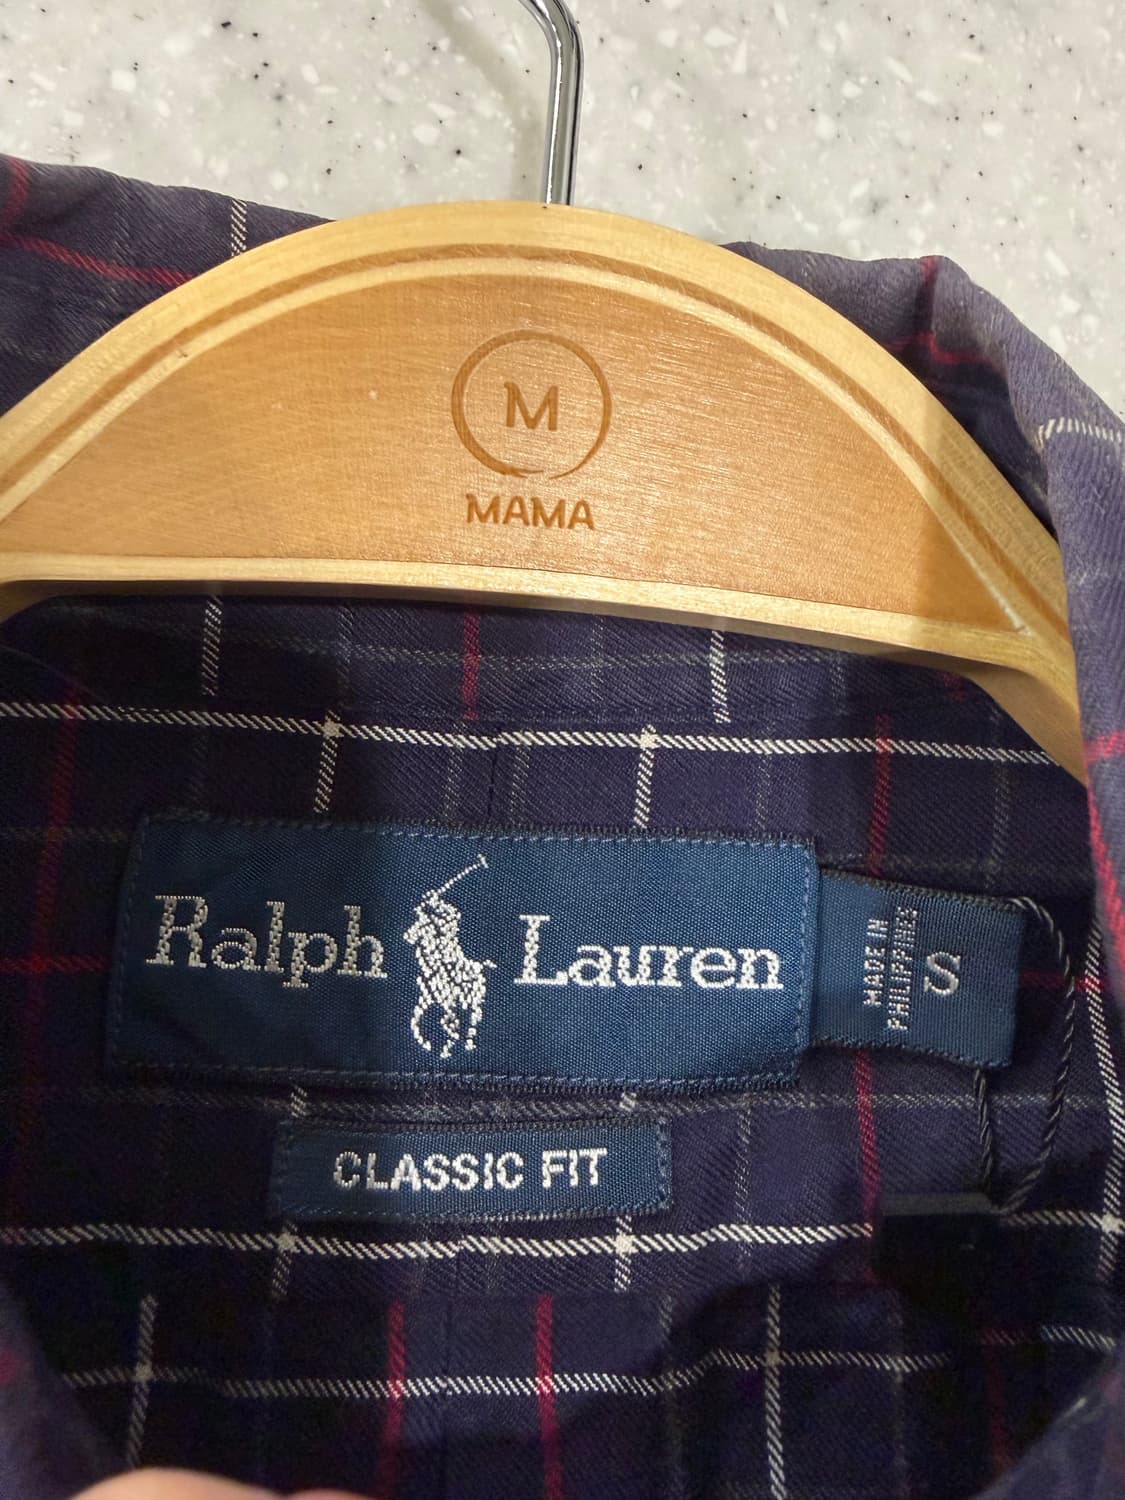 M
MAMA
Ralph Lauren
MADE IN
PHILIPPINES
S
CLASSIC FIT